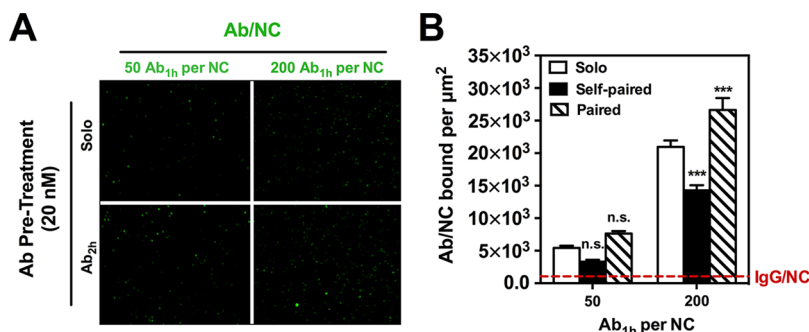 A
Ab/NC
50 Ab1h per NC
200 Ab1h per NC
Ab Pre-Treatment
(20 nM)
Solo
Ab2h
B
Ab/NC bound per μm²
35×10³
30×10³
25×10³
20×10³
15×10³
10×10³
5×10³
0.0
Solo
Self-paired
Paired
n.s.
n.s.
***
***
IgG/NC
50
200
Ab1h per NC